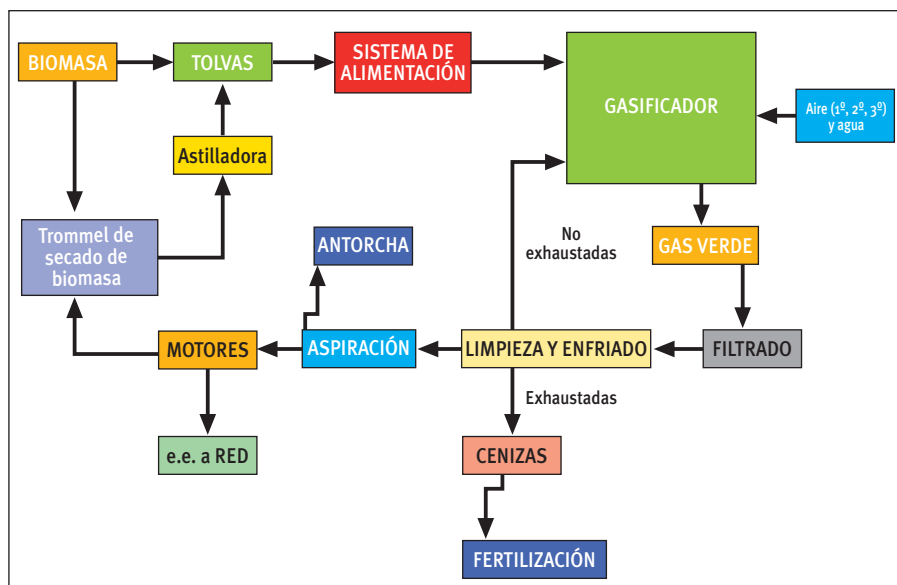 BIOMASA
TOLVAS
SISTEMA DE
ALIMENTACIÓN
GASIFICADOR
Aire (1º, 2º, 3º)
y agua
Astilladora
Trommel de
secado de
biomasa
ANTORCHA
No
exhaustadas
GAS VERDE
MOTORES
ASPIRACIÓN
LIMPIEZA Y ENFRIADO
FILTRADO
Exhaustadas
e.e. a RED
CENIZAS
FERTILIZACIÓN